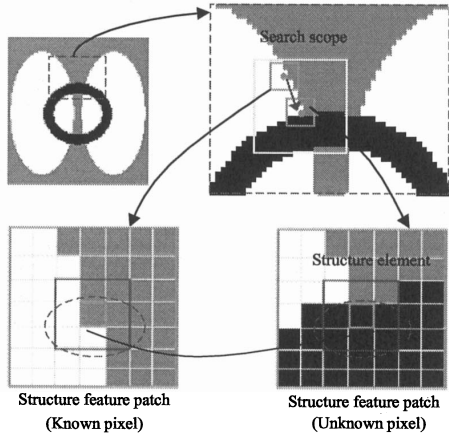 Search scope
Structure element
Structure feature patch
(Known pixel)
Structure feature patch
(Unknown pixel)